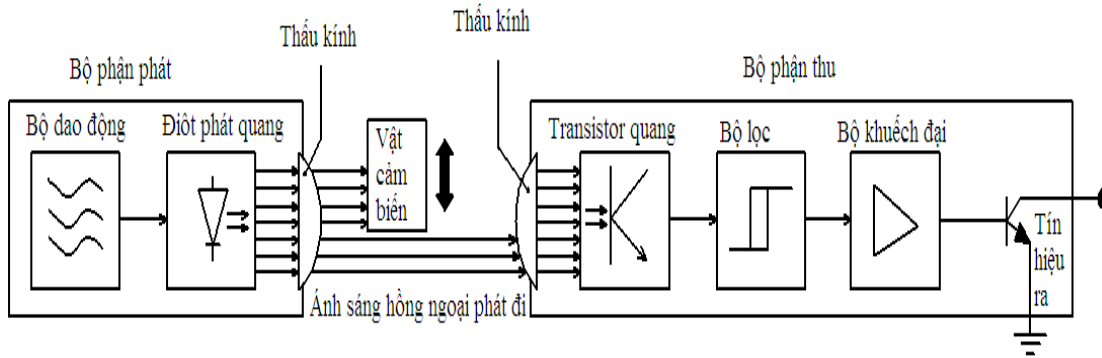 Thấu kính
Thấu kính
Bộ phận phát
Bộ phận thu
Bộ dao động
Điôt phát quang
Vật
cảm
biến
Transistor quang
Bộ lọc
Bộ khuếch đại
Tín
hiệu
ra
Ánh sáng hồng ngoại phát đi